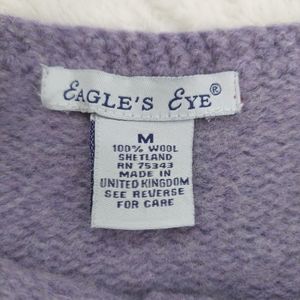 EAGLE'S EYE®
M
100% WOOL
SHETLAND
RN 75343
MADE IN
UNITED KINGDOM
SEE REVERSE
FOR CARE